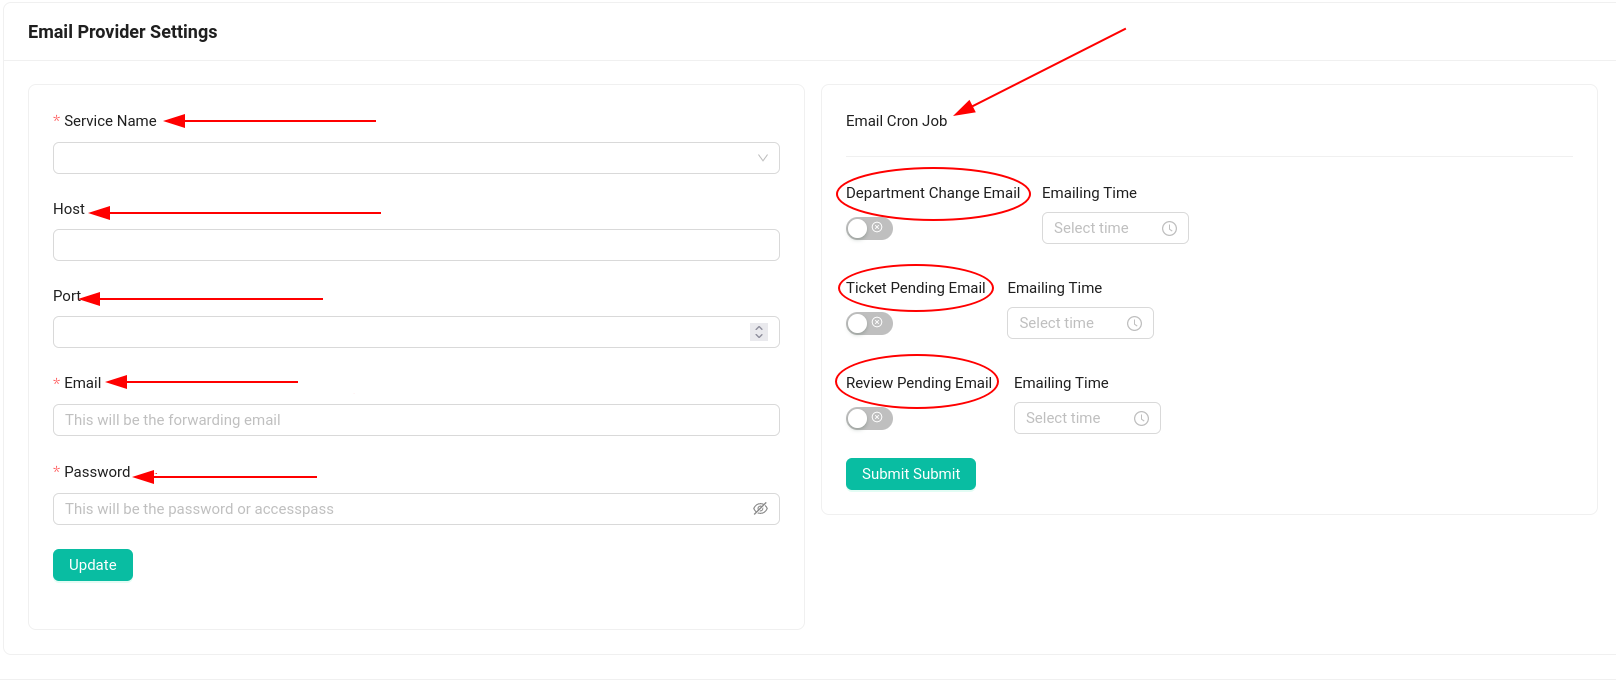 Email Provider Settings
* Service Name
Host
Port
* Email
This will be the forwarding email
* Password
This will be the password or accesspass
Update
Email Cron Job
Department Change Email
Emailing Time
Select time
Ticket Pending Email
Emailing Time
Select time
Review Pending Email
Emailing Time
Select time
Submit Submit